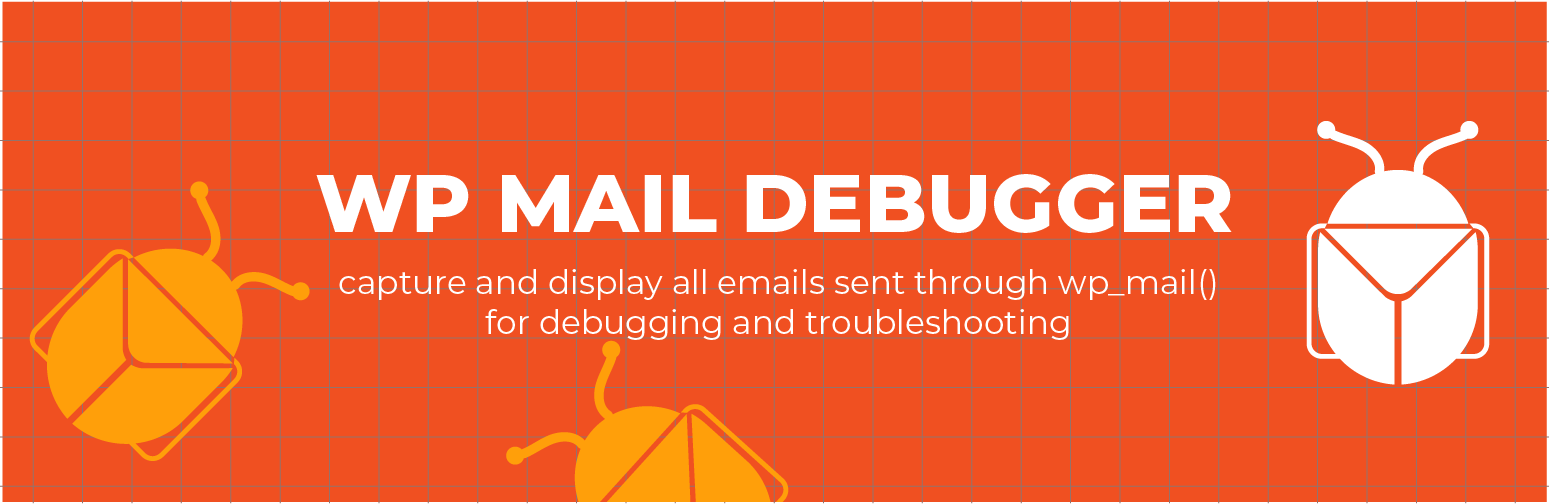 WP MAIL DEBUGGER
capture and display all emails sent through wp_mail()
for debugging and troubleshooting